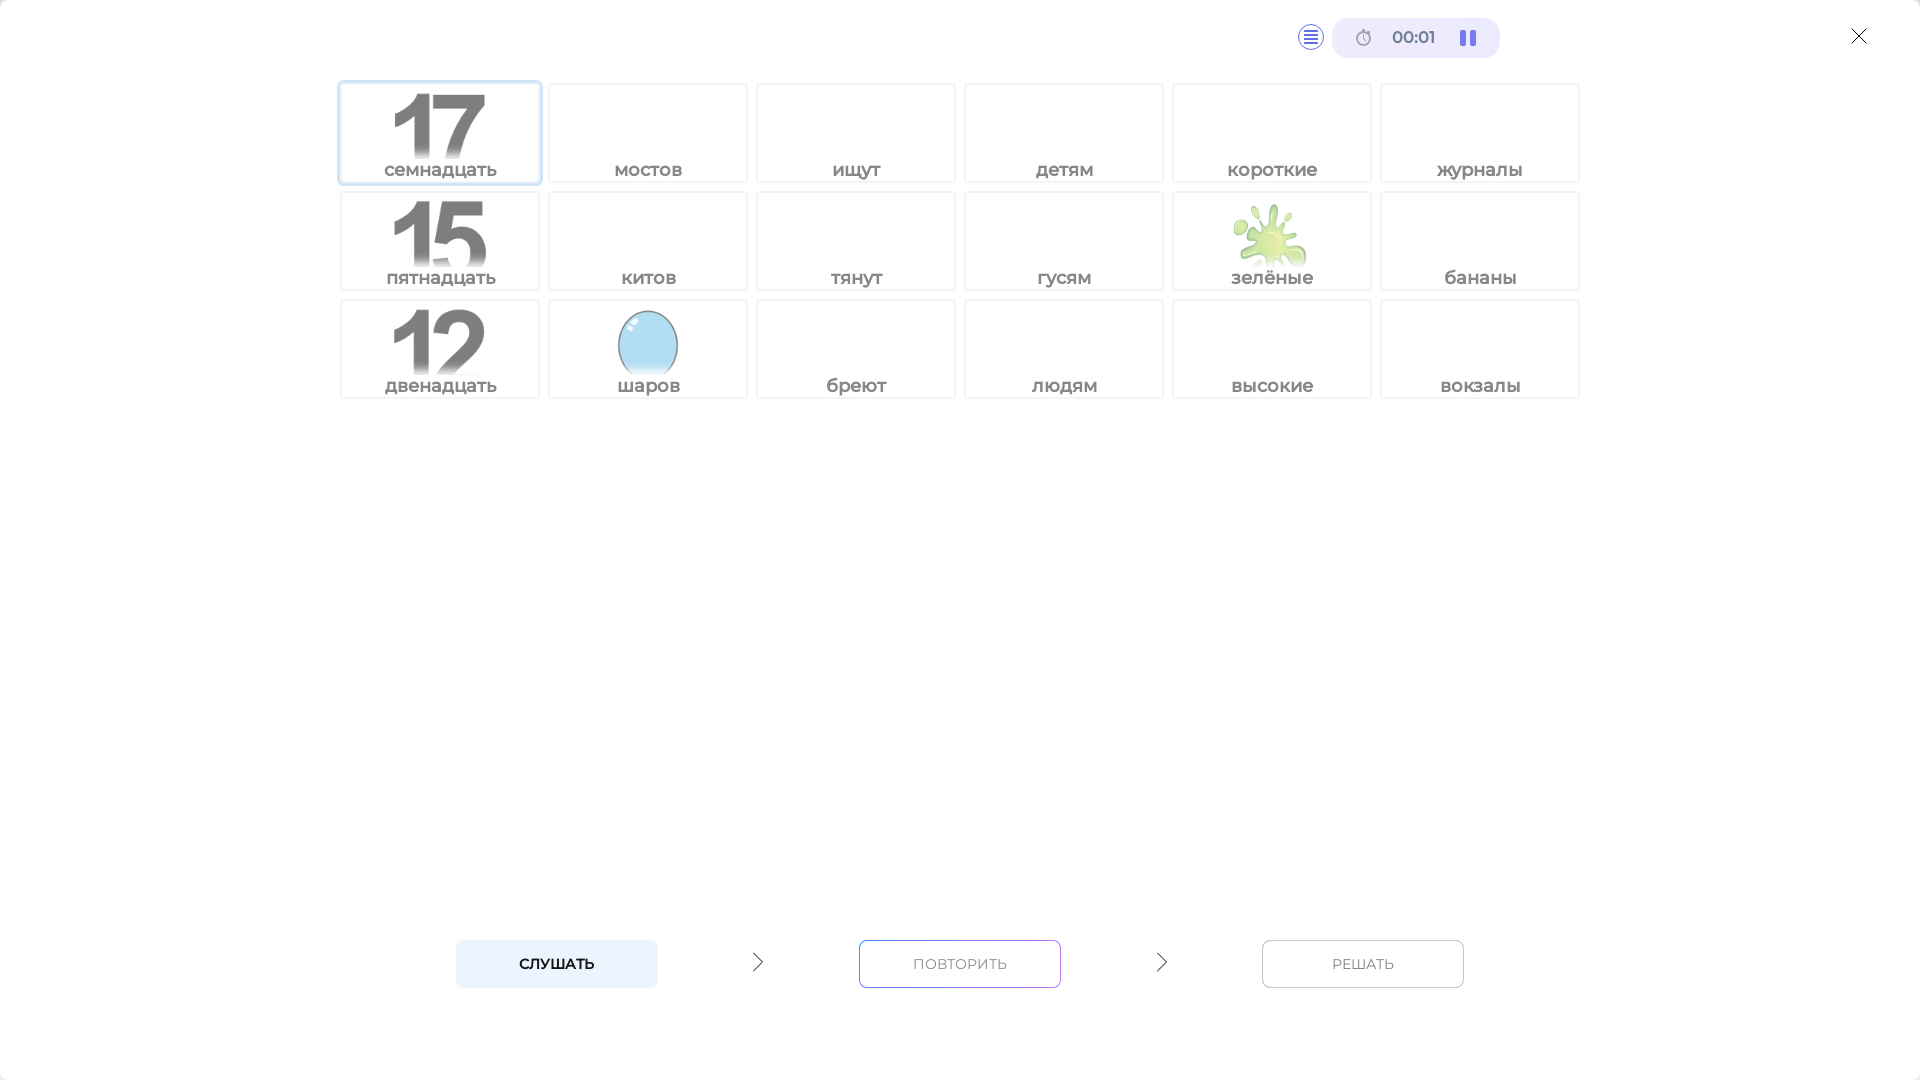 00:01
17 
семнадцать мостов ищут детям короткие журналы
15
пятнадцать китов тянут гусям зелёные бананы
12
двенадцать шаров бреют людям высокие вокзалы
СЛУШАТЬ ПОВТОРИТЬ РЕШАТЬ